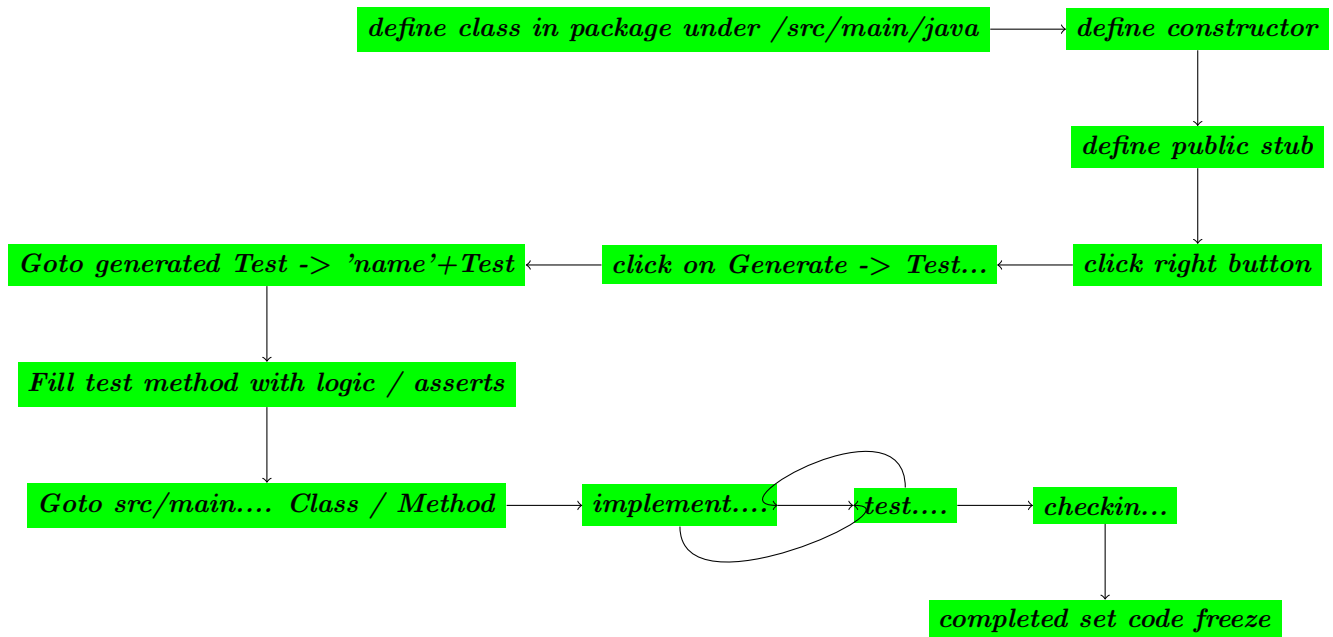 define class in package under /src/main/java
define constructor
define public stub
click right button
click on Generate -> Test...
Goto generated Test -> 'name'+Test
Fill test method with logic / asserts
Goto src/main.... Class / Method
implement....
test....
checkin...
completed set code freeze